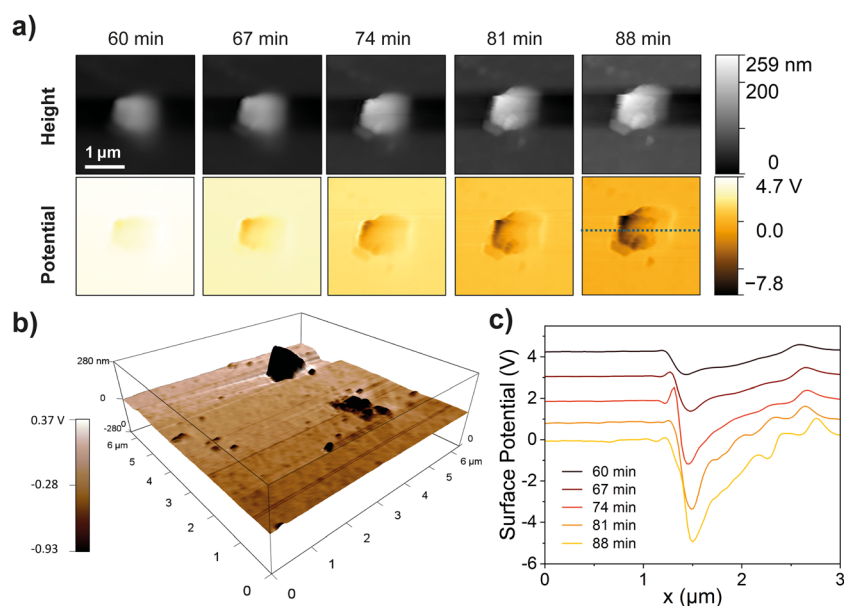 a)
60 min 67 min 74 min 81 min 88 min
Height
1 µm
259 nm
200
0
Potential
4.7 V
0.0
−7.8
b)
280 nm
0
-280
6 µm
5
4
3
2
1
0
0
1
2
3
4
5
6 µm
0
0.37 V
-0.28
-0.93
c)
Surface Potential (V)
4
2
0
-2
-4
-6
60 min
67 min
74 min
81 min
88 min
0 1 2 3
x (µm)